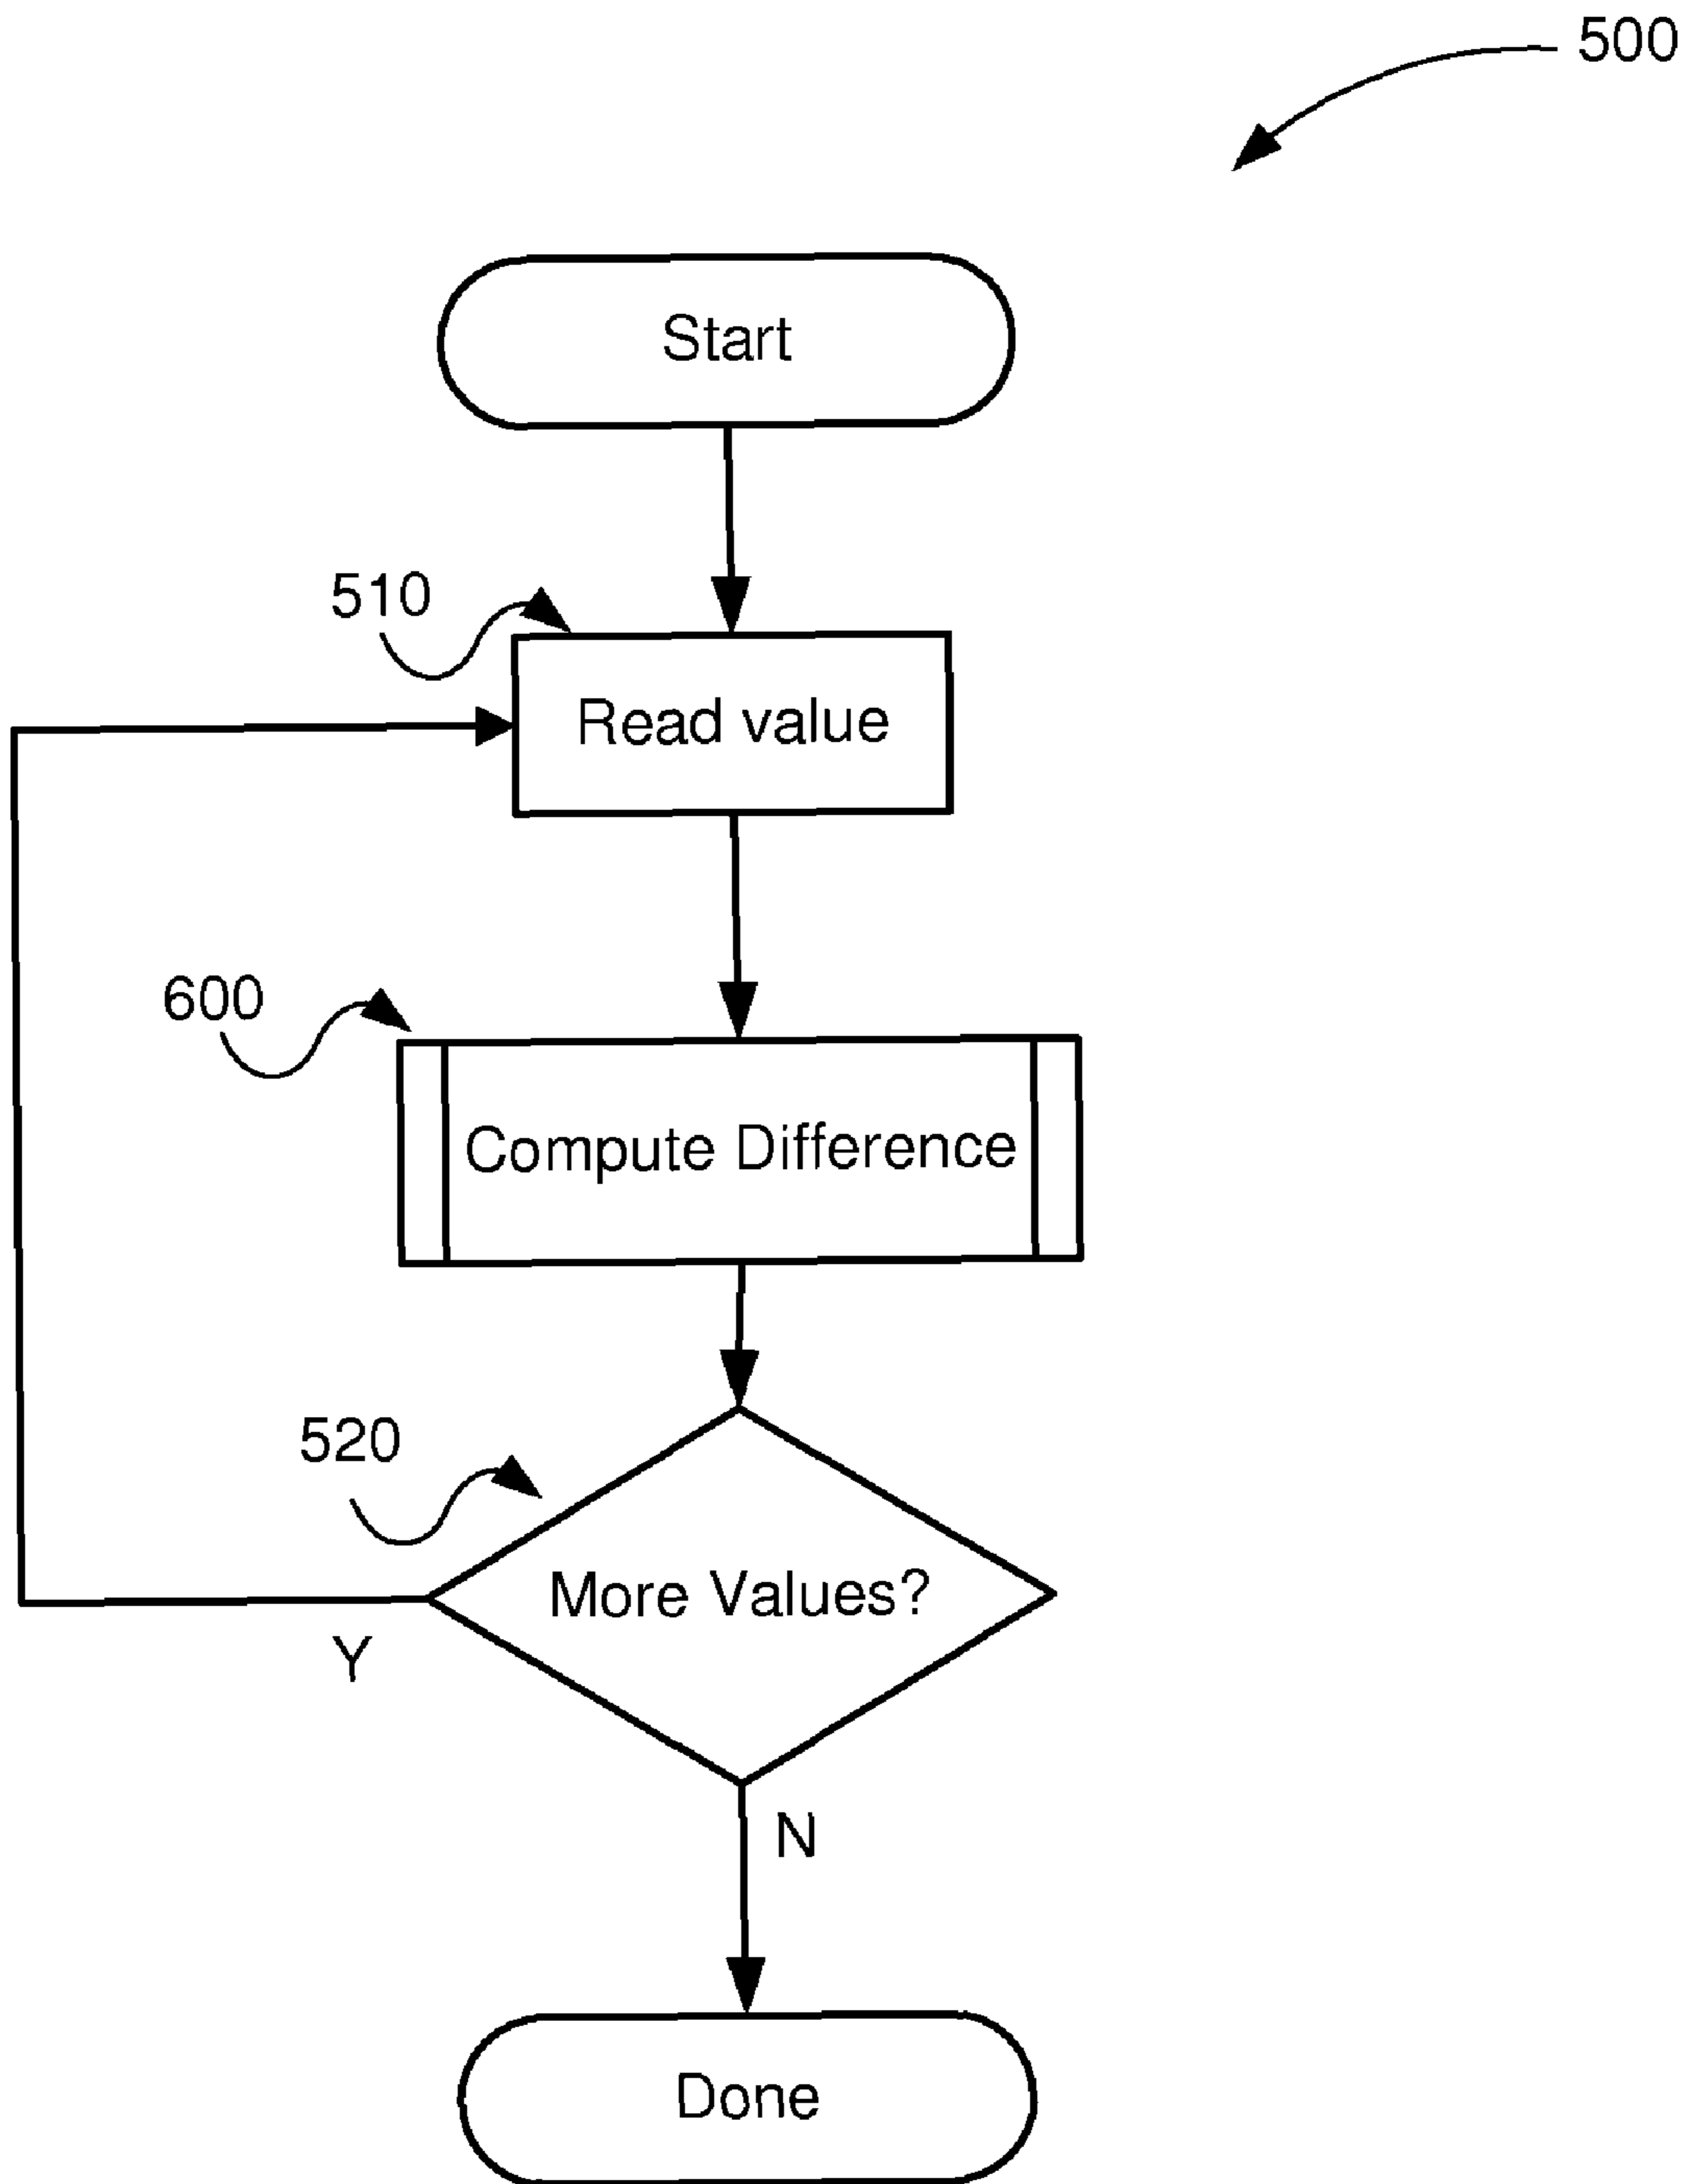 500
Start
510
Read value
600
Compute Difference
520
More Values?
Y
N
Done